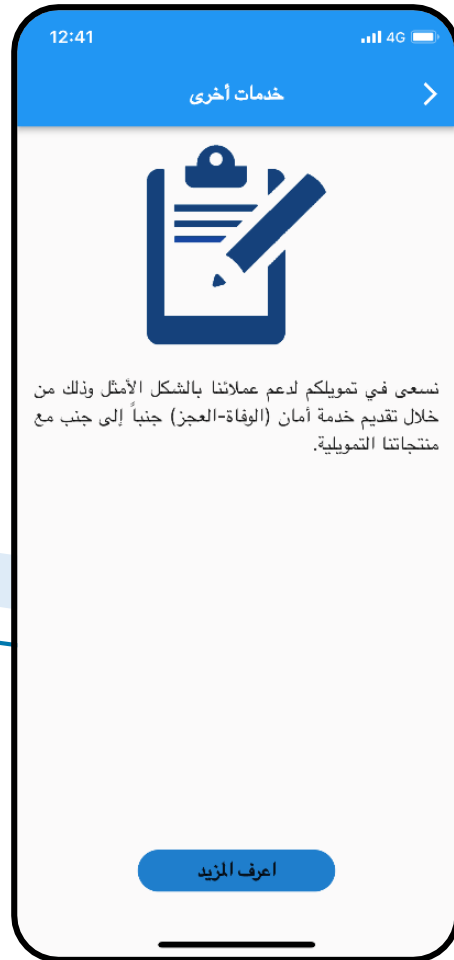 12:41
4G
خدمات أخرى
نسعى في تمويلكم لدعم عملائنا بالشكل الأمثل وذلك من
خلال تقديم خدمة أمان (الوفاة-العجز) جنباً إلى جنب مع
منتجاتنا التمويلية.
اعرف المزيد